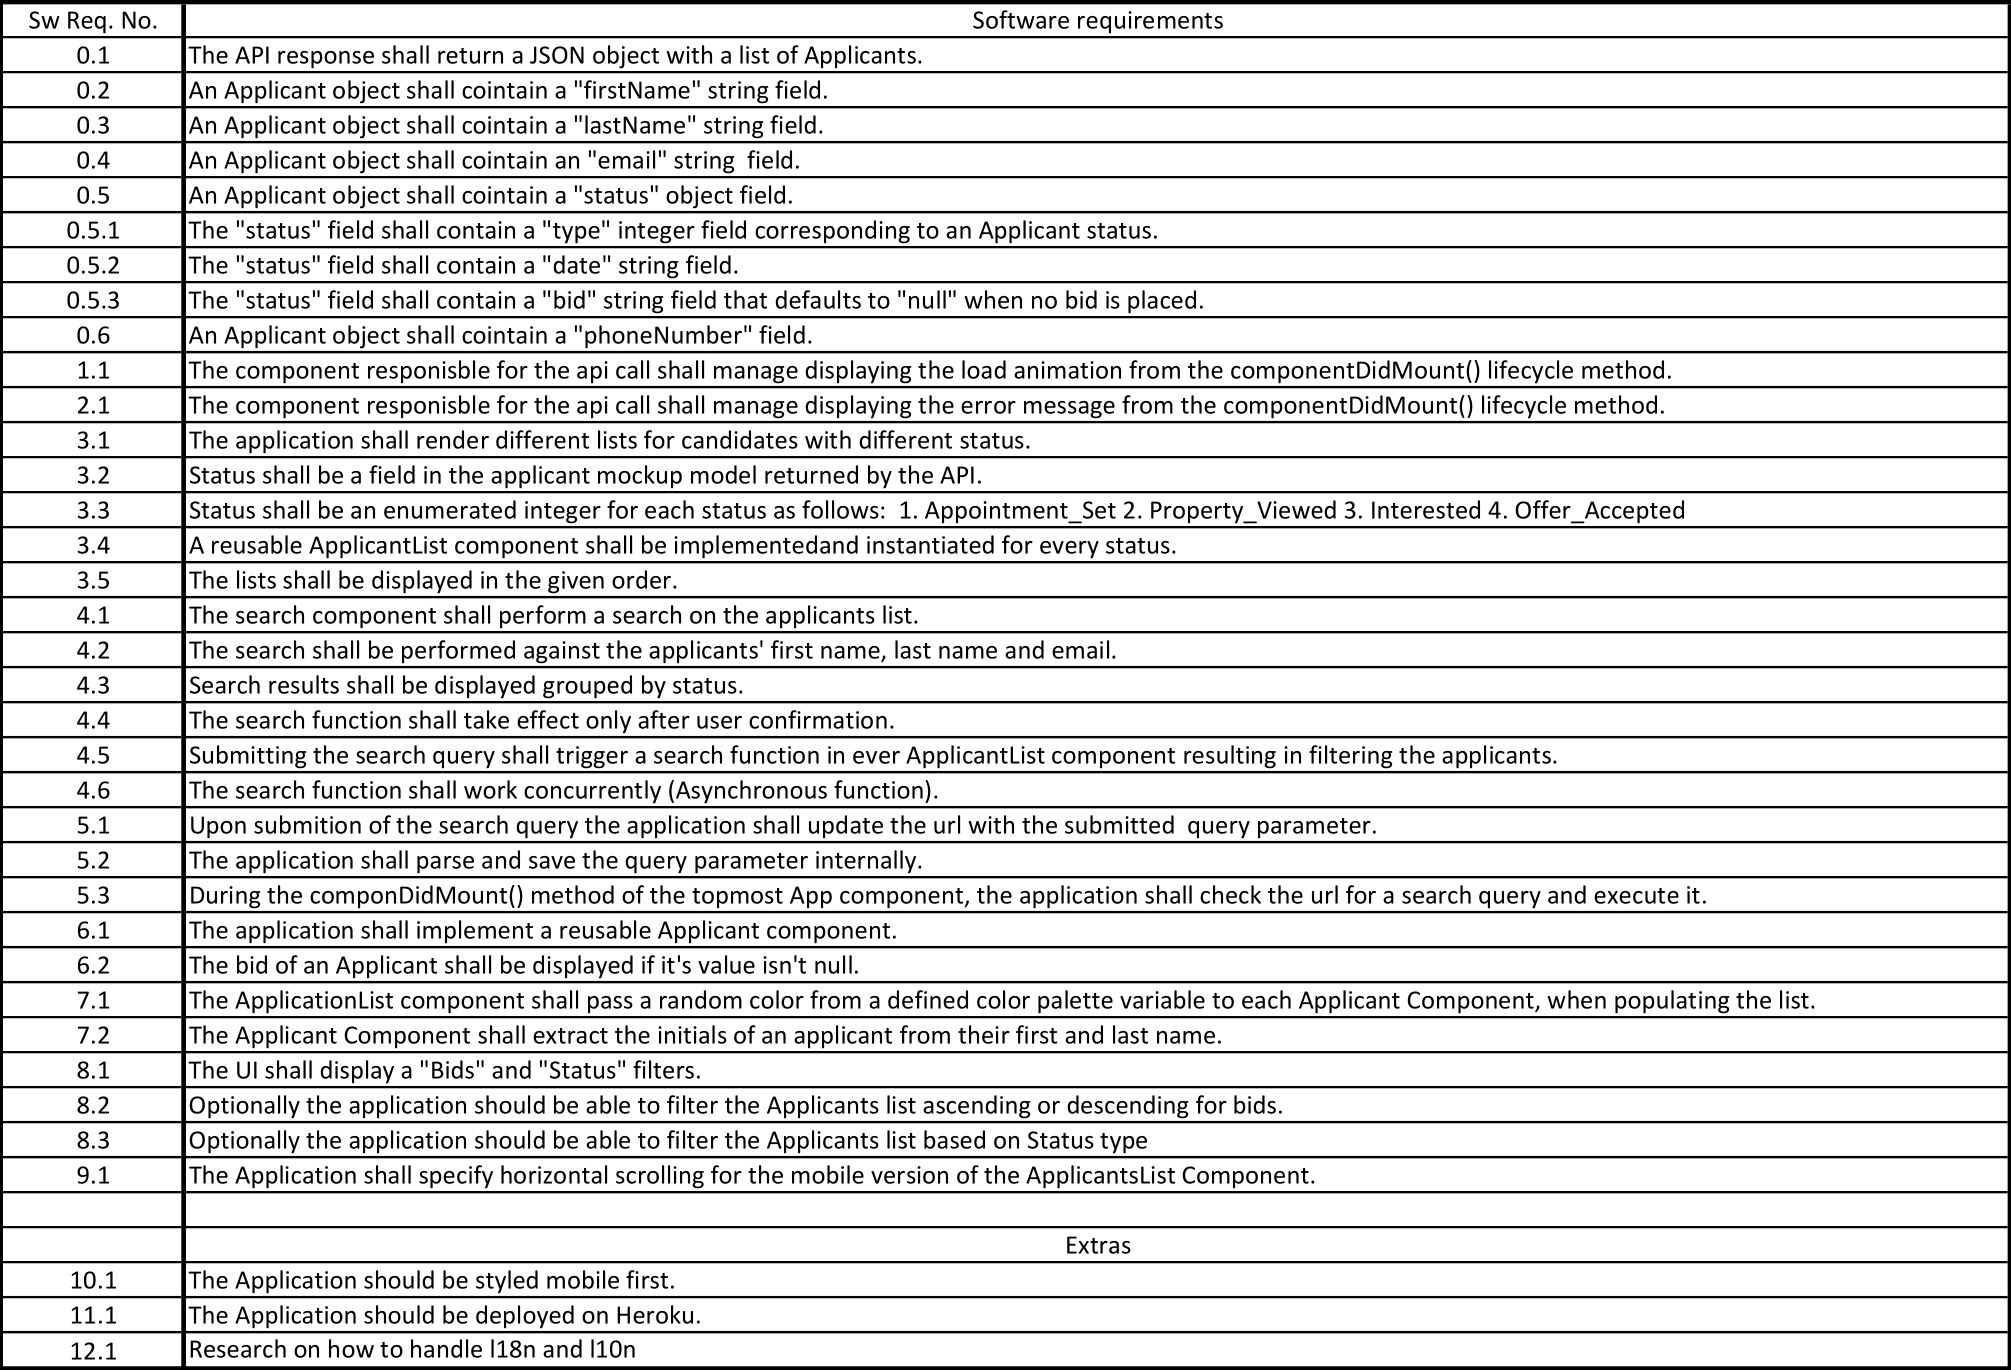 Sw Req. No. Software requirements
0.1 The API response shall return a JSON object with a list of Applicants.
0.2 An Applicant object shall cointain a "firstName" string field.
0.3 An Applicant object shall cointain a "lastName" string field.
0.4 An Applicant object shall cointain an "email" string  field.
0.5 An Applicant object shall cointain a "status" object field.
0.5.1 The "status" field shall contain a "type" integer field corresponding to an Applicant status.
0.5.2 The "status" field shall contain a "date" string field.
0.5.3 The "status" field shall contain a "bid" string field that defaults to "null" when no bid is placed.
0.6 An Applicant object shall cointain a "phoneNumber" field.
1.1 The component responisble for the api call shall manage displaying the load animation from the componentDidMount() lifecycle method.
2.1 The component responisble for the api call shall manage displaying the error message from the componentDidMount() lifecycle method.
3.1 The application shall render different lists for candidates with different status.
3.2 Status shall be a field in the applicant mockup model returned by the API.
3.3 Status shall be an enumerated integer for each status as follows:  1. Appointment_Set 2. Property_Viewed 3. Interested 4. Offer_Accepted
3.4 A reusable ApplicantList component shall be implementedand instantiated for every status.
3.5 The lists shall be displayed in the given order.
4.1 The search component shall perform a search on the applicants list.
4.2 The search shall be performed against the applicants' first name, last name and email.
4.3 Search results shall be displayed grouped by status.
4.4 The search function shall take effect only after user confirmation.
4.5 Submitting the search query shall trigger a search function in ever ApplicantList component resulting in filtering the applicants.
4.6 The search function shall work concurrently (Asynchronous function).
5.1 Upon submition of the search query the application shall update the url with the submitted  query parameter.
5.2 The application shall parse and save the query parameter internally.
5.3 During the componDidMount() method of the topmost App component, the application shall check the url for a search query and execute it.
6.1 The application shall implement a reusable Applicant component.
6.2 The bid of an Applicant shall be displayed if it's value isn't null.
7.1 The ApplicationList component shall pass a random color from a defined color palette variable to each Applicant Component, when populating the list.
7.2 The Applicant Component shall extract the initials of an applicant from their first and last name.
8.1 The UI shall display a "Bids" and "Status" filters.
8.2 Optionally the application should be able to filter the Applicants list ascending or descending for bids.
8.3 Optionally the application should be able to filter the Applicants list based on Status type
9.1 The Application shall specify horizontal scrolling for the mobile version of the ApplicantsList Component.
Extras
10.1 The Application should be styled mobile first.
11.1 The Application should be deployed on Heroku.
12.1 Research on how to handle l18n and l10n